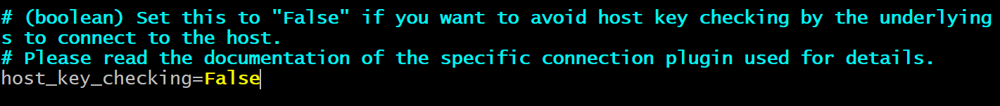 # (boolean) Set this to "False" if you want to avoid host key checking by the underlying
s to connect to the host.
# Please read the documentation of the specific connection plugin used for details.
host_key_checking=False